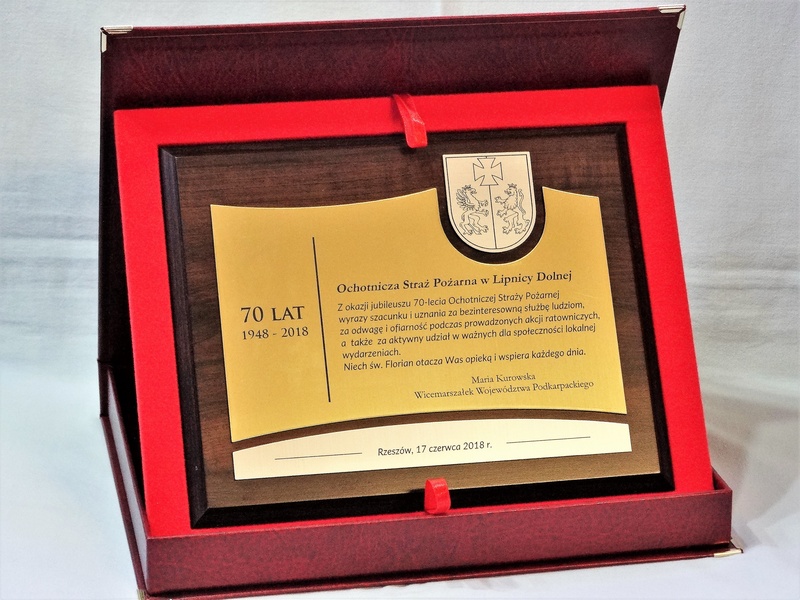 70 LAT
1948 - 2018
Ochotnicza Straż Pożarna w Lipnicy Dolnej
Z okazji jubileuszu 70-lecia Ochotniczej Straży Pożarnej
wyrazy szacunku i uznania za bezinteresowną służbę ludziom,
za odwagę i ofiarność podczas prowadzonych akcji ratowniczych,
a także za aktywny udział w ważnych dla społeczności lokalnej
wydarzeniach.
Niech św. Florian otacza Was opieką i wspiera każdego dnia.
Maria Kurowska
Wicemarszałek Województwa Podkarpackiego
Rzeszów, 17 czerwca 2018 r.